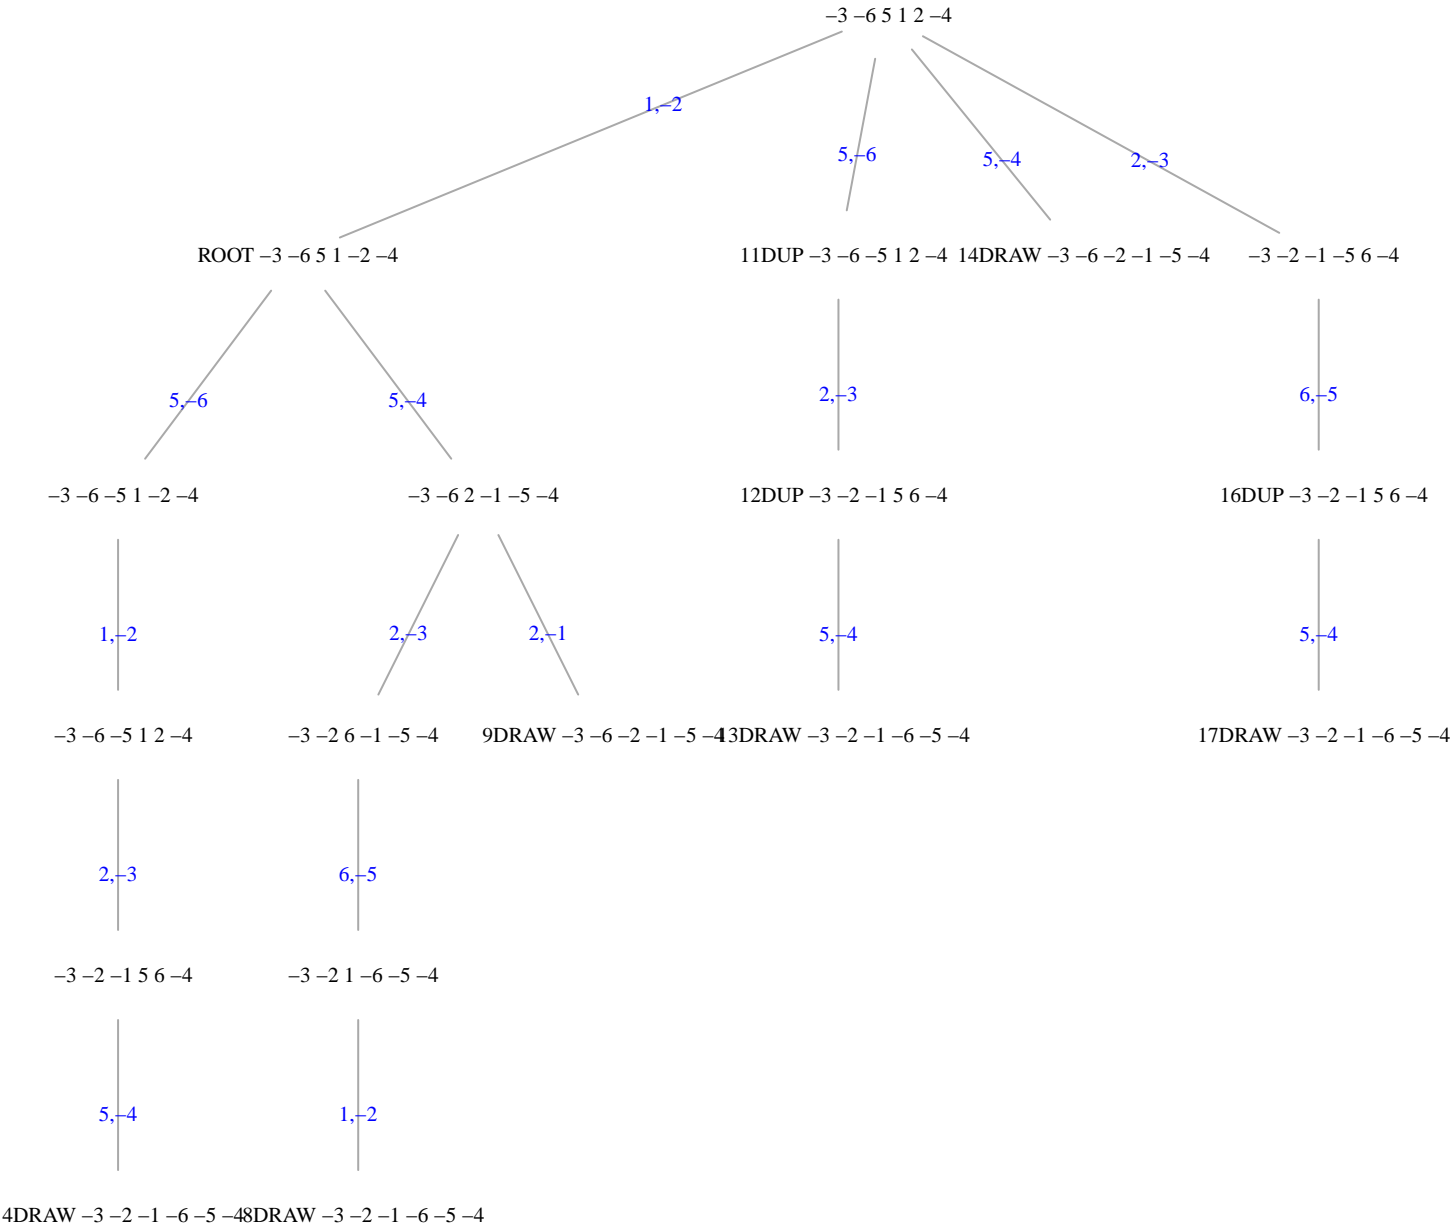 –3 –6 5 1 2 –4
1,–2
5,–6
5,–4
2,–3
ROOT –3 –6 5 1 –2 –4
11DUP –3 –6 –5 1 2 –4
14DRAW –3 –6 –2 –1 –5 –4
–3 –2 –1 –5 6 –4
5,–6
5,–4
2,–3
6,–5
–3 –6 –5 1 –2 –4
–3 –6 2 –1 –5 –4
12DUP –3 –2 –1 5 6 –4
16DUP –3 –2 –1 5 6 –4
1,–2
2,–3
2,–1
5,–4
5,–4
–3 –6 –5 1 2 –4
–3 –2 6 –1 –5 –4
9DRAW –3 –6 –2 –1 –5 –4
13DRAW –3 –2 –1 –6 –5 –4
17DRAW –3 –2 –1 –6 –5 –4
2,–3
6,–5
–3 –2 –1 5 6 –4
–3 –2 1 –6 –5 –4
5,–4
1,–2
4DRAW –3 –2 –1 –6 –5 –4
8DRAW –3 –2 –1 –6 –5 –4